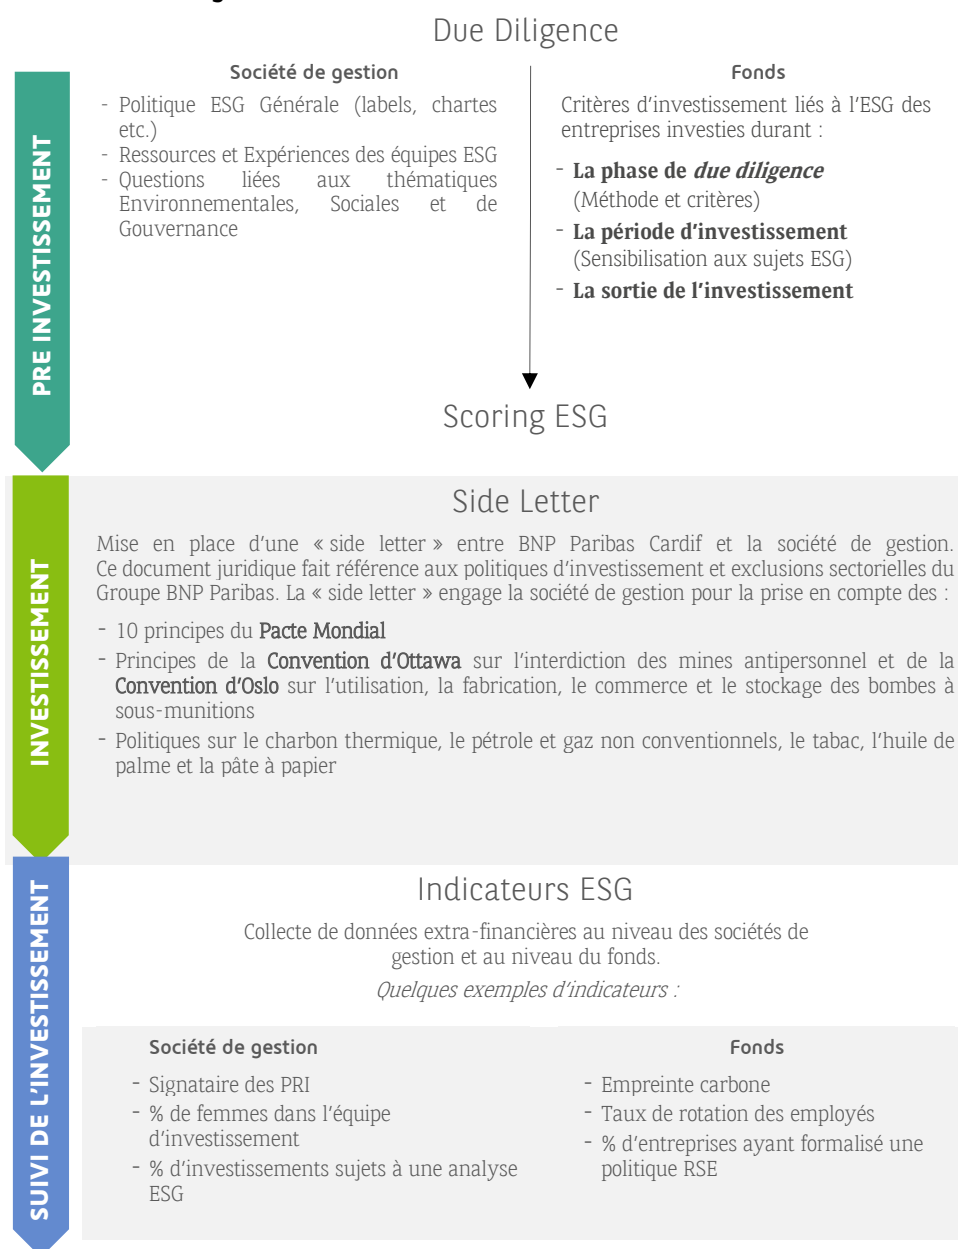 Due Diligence
PRE INVESTISSEMENT
Société de gestion
- Politique ESG Générale (labels, chartes
etc.)
- Ressources et Expériences des équipes ESG
- Questions liées aux thématiques
Environnementales, Sociales et de
Gouvernance
Fonds
Critères d’investissement liés à l’ESG des
entreprises investies durant :
- La phase de due diligence
(Méthode et critères)
- La période d’investissement
(Sensibilisation aux sujets ESG)
- La sortie de l’investissement
Scoring ESG
INVESTISSEMENT
Side Letter
Mise en place d’une « side letter » entre BNP Paribas Cardif et la société de gestion.
Ce document juridique fait référence aux politiques d’investissement et exclusions sectorielles du
Groupe BNP Paribas. La « side letter » engage la société de gestion pour la prise en compte des :
- 10 principes du Pacte Mondial
- Principes de la Convention d’Ottawa sur l’interdiction des mines antipersonnel et de la
Convention d’Oslo sur l’utilisation, la fabrication, le commerce et le stockage des bombes à
sous-munitions
- Politiques sur le charbon thermique, le pétrole et gaz non conventionnels, le tabac, l’huile de
palme et la pâte à papier
SUIVI DE L’INVESTISSEMENT
Indicateurs ESG
Collecte de données extra-financières au niveau des sociétés de
gestion et au niveau du fonds.
Quelques exemples d’indicateurs :
Société de gestion
- Signataire des PRI
- % de femmes dans l’équipe
d’investissement
- % d’investissements sujets à une analyse
ESG
Fonds
- Empreinte carbone
- Taux de rotation des employés
- % d’entreprises ayant formalisé une
politique RSE